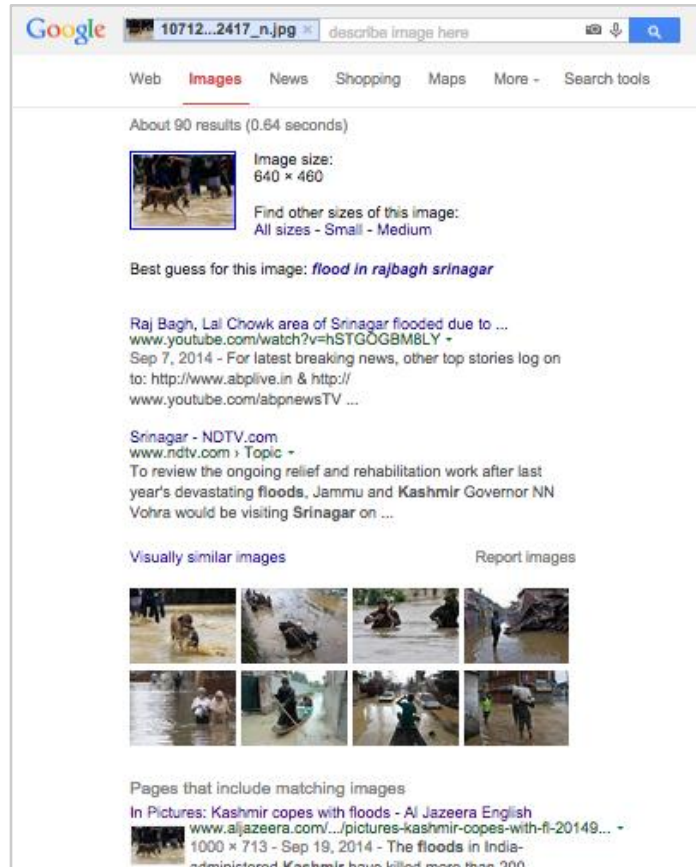 Google 10712...2417_n.jpg × describe image here
Web Images News Shopping Maps More Search tools
About 90 results (0.64 seconds)
Image size:
640 × 460
Find other sizes of this image:
All sizes - Small - Medium
Best guess for this image: flood in rajbagh srinagar
Raj Bagh, Lal Chowk area of Srinagar flooded due to ...
www.youtube.com/watch?v=hSTGOGBM8LY
Sep 7, 2014 - For latest breaking news, other top stories log on
to: http://www.abplive.in & http://
www.youtube.com/abpnewsTV ...
Srinagar - NDTV.com
www.ndtv.com › Topic
To review the ongoing relief and rehabilitation work after last
year's devastating floods, Jammu and Kashmir Governor NN
Vohra would be visiting Srinagar on ...
Visually similar images Report images
Pages that include matching images
In Pictures: Kashmir copes with floods - Al Jazeera English
www.aljazeera.com/.../pictures-kashmir-copes-with-fl-20149...
1000 × 713 - Sep 19, 2014 - The floods in India-
administered Kashmir have killed more than 200